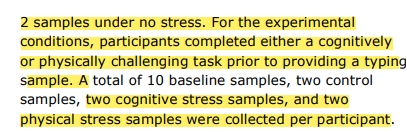 2 samples under no stress. For the experimental
conditions, participants completed either a cognitively
or physically challenging task prior to providing a typing
sample. A total of 10 baseline samples, two control
samples, two cognitive stress samples, and two
physical stress samples were collected per participant.